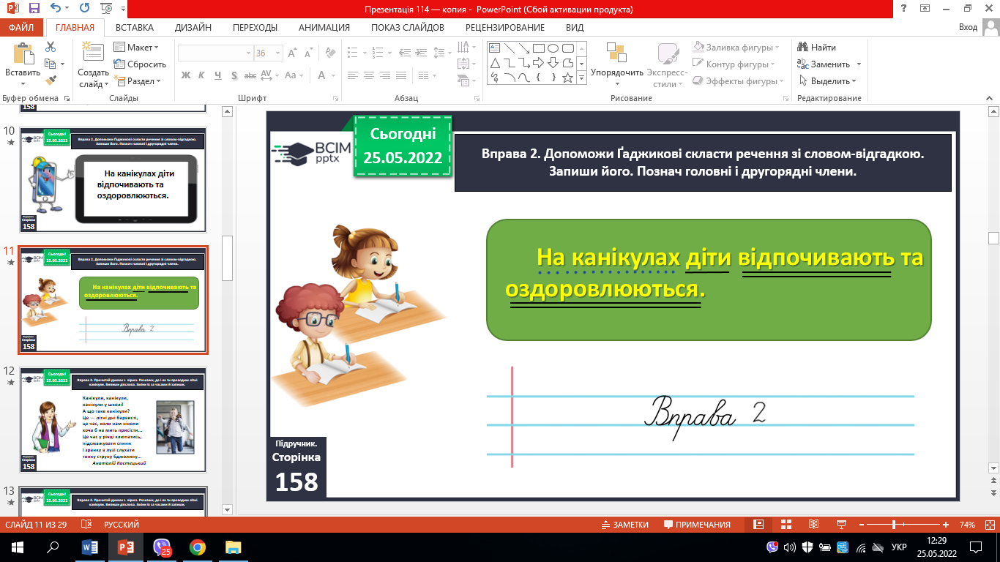 Презентація 114 — копия - PowerPoint (Сбой активации продукта)
ФАЙЛ ГЛАВНАЯ ВСТАВКА ДИЗАЙН ПЕРЕХОДЫ АНИМАЦИЯ ПОКАЗ СЛАЙДОВ РЕЦЕНЗИРОВАНИЕ ВИД Вход
Вставить
Буфер обмена
Создать слайд
Макет
Сбросить
Раздел
Слайды
36
Ж К Ч S abc AV Aa A
Шрифт
Абзац
Упорядочить
Экспресс-стили
Заливка фигуры
Контур фигуры
Эффекты фигуры
Рисование
Найти
Заменить
Выделить
Редактирование
158
10
Сьогодні
25.05.2022
ВСІМ
pptx
Вправа 2. Допоможи Ґаджикові скласти речення зі словом-відгадкою.
Запиши його. Познач головні і другорядні члени.
На канікулах діти
відпочивають та
оздоровлюються.
Підручник.
Сторінка
158
11
Сьогодні
25.05.2022
ВСІМ
pptx
Вправа 2. Допоможи Ґаджикові скласти речення зі словом-відгадкою.
Запиши його. Познач головні і другорядні члени.
На канікулах діти відпочивають та
оздоровлюються.
Вправа 2
Підручник.
Сторінка
158
12
Сьогодні
25.05.2022
ВСІМ
pptx
Вправа 3. Прочитай уривок з вірша. Розкажи, де і як ти проводиш літні
канікули. Випиши дієслова. Зміни їх за часами й запиши.
Канікули, канікули,
канікули у школі!
А що таке канікули?
Це — літні дні барвисті,
це час, коли нам ніколи
хоча б на мить присісти...
Це час у річці хлюпатись,
підсмажувати спини
і зранку в лузі слухати
тонку струну бджолину...
Анатолій Костецький
Підручник.
Сторінка
158
13
Сьогодні
25.05.2022
Вправа 3. Прочитай уривок з вірша. Розкажи, де і як ти проводиш літні
канікули. Випиши дієслова. Зміни їх за часами й запиши.
ВСІМ
pptx
Сьогодні
25.05.2022
Вправа 2. Допоможи Ґаджикові скласти речення зі словом-відгадкою.
Запиши його. Познач головні і другорядні члени.
На канікулах діти відпочивають та
оздоровлюються.
Вправа 2
Підручник.
Сторінка
158
СЛАЙД 11 ИЗ 29 РУССКИЙ ЗАМЕТКИ ПРИМЕЧАНИЯ 74%
25 УКР 12:29
25.05.2022